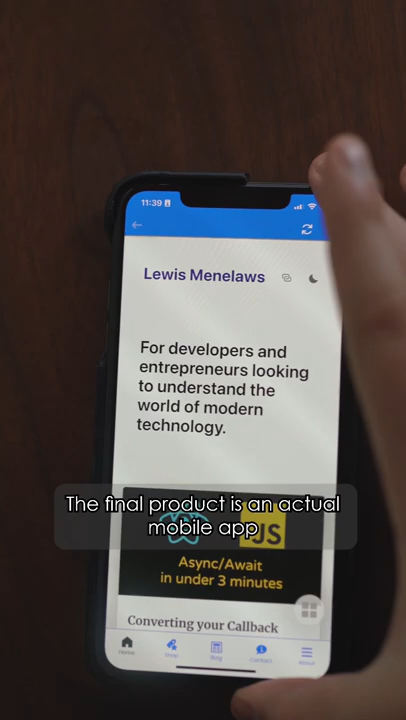 11:39
Lewis Menelaws
For developers and
entrepreneurs looking
to understand the
world of modern
technology.
The final product is an actual
mobile app
JS
Async/Await
in under 3 minutes
Converting your Callback
Home
Blog
Contact